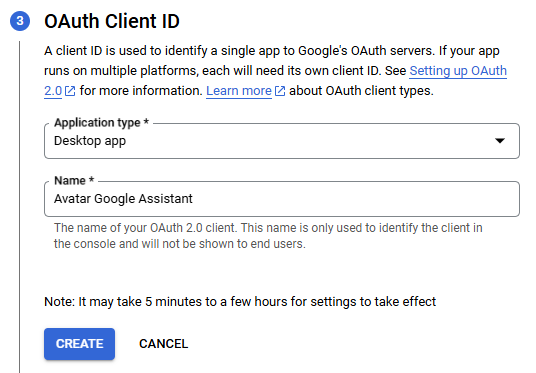 3 OAuth Client ID
A client ID is used to identify a single app to Google's OAuth servers. If your app
runs on multiple platforms, each will need its own client ID. See Setting up OAuth
2.0 for more information. Learn more about OAuth client types.
Application type *
Desktop app
Name *
Avatar Google Assistant
The name of your OAuth 2.0 client. This name is only used to identify the client in
the console and will not be shown to end users.
Note: It may take 5 minutes to a few hours for settings to take effect
CREATE CANCEL